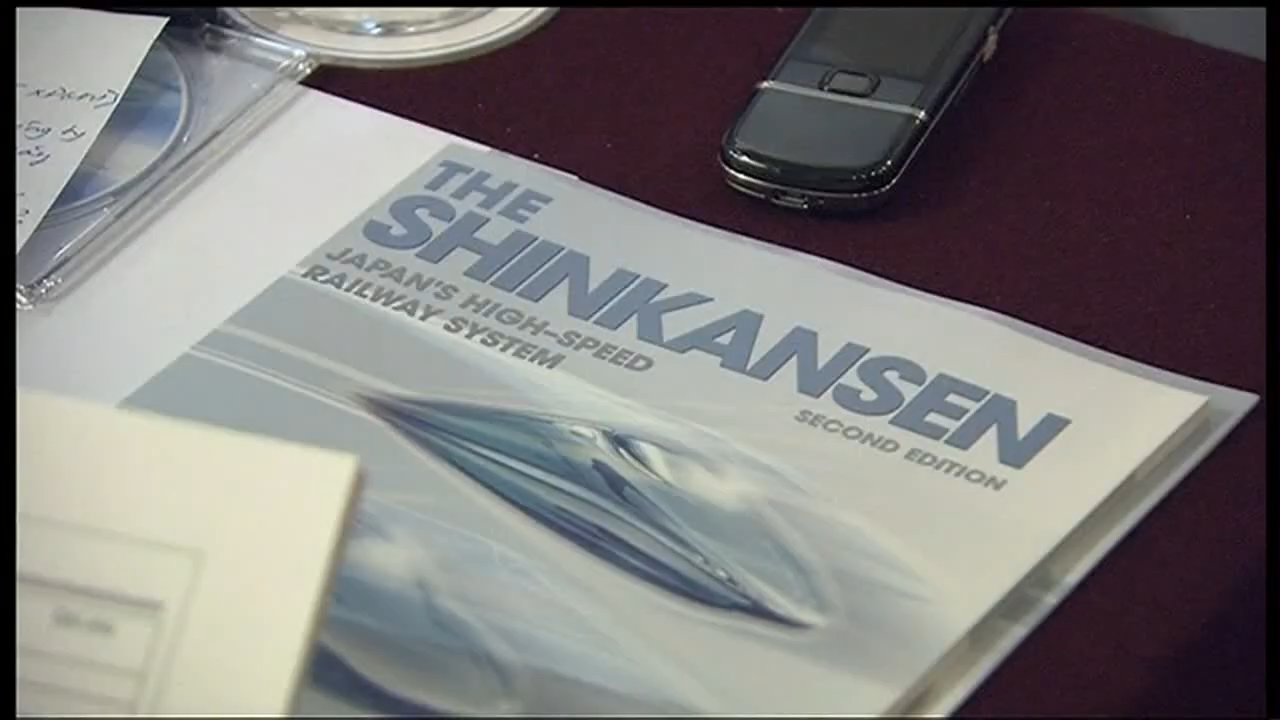 THE
SHINKANSEN
JAPAN'S HIGH-SPEED
RAILWAY SYSTEM
SECOND EDITION